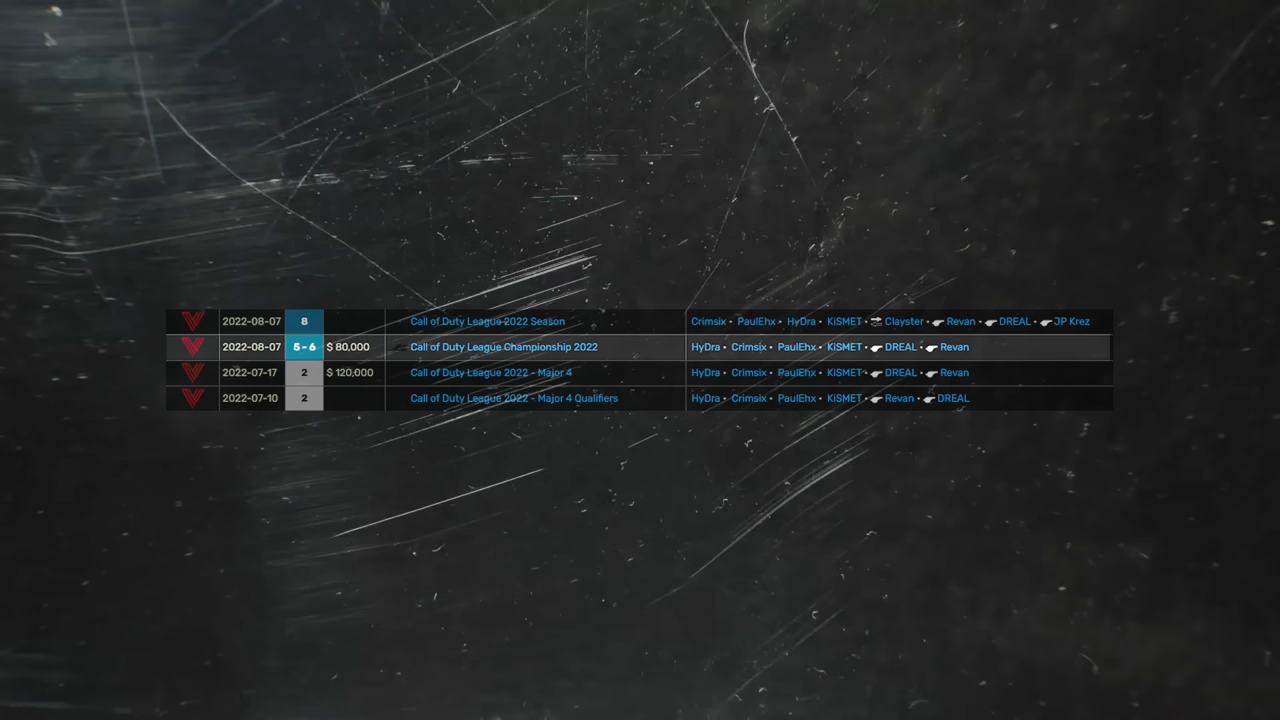 2022-08-07 8 Call of Duty League 2022 Season Crimsix • PaulEhx • HyDra • KiSMET • Clayster • Revan • DREAL • JP Krez
2022-08-07 5 - 6 $ 80,000 Call of Duty League Championship 2022 HyDra • Crimsix • PaulEhx • KiSMET • DREAL • Revan
2022-07-17 2 $ 120,000 Call of Duty League 2022 - Major 4 HyDra • Crimsix • PaulEhx • KiSMET • DREAL • Revan
2022-07-10 2 Call of Duty League 2022 - Major 4 Qualifiers HyDra • Crimsix • PaulEhx • KiSMET • Revan • DREAL